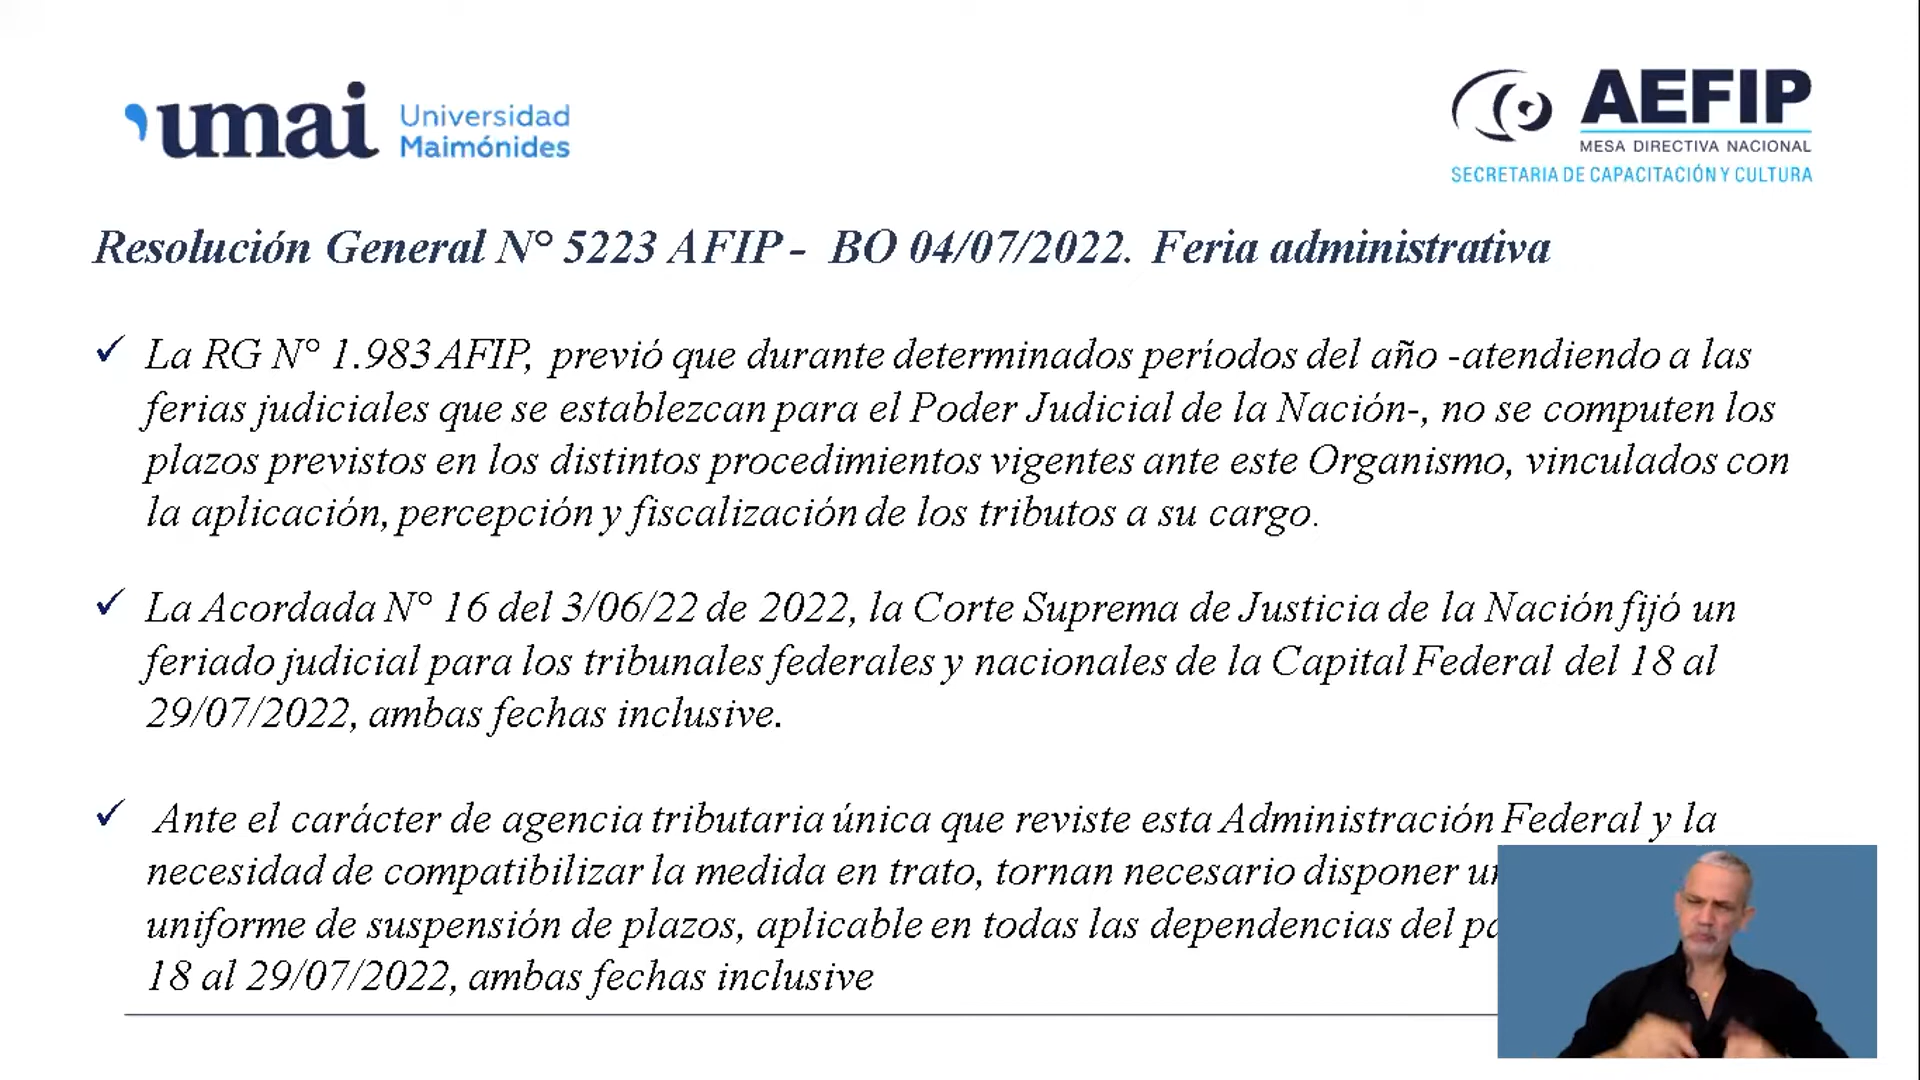 umai Universidad
Maimónides
AEFIP
MESA DIRECTIVA NACIONAL
SECRETARIA DE CAPACITACIÓN Y CULTURA
Resolución General N° 5223 AFIP - BO 04/07/2022. Feria administrativa
✓ La RG N° 1.983 AFIP, previó que durante determinados períodos del año -atendiendo a las
ferias judiciales que se establezcan para el Poder Judicial de la Nación-, no se computen los
plazos previstos en los distintos procedimientos vigentes ante este Organismo, vinculados con
la aplicación, percepción y fiscalización de los tributos a su cargo.
✓ La Acordada N° 16 del 3/06/22 de 2022, la Corte Suprema de Justicia de la Nación fijó un
feriado judicial para los tribunales federales y nacionales de la Capital Federal del 18 al
29/07/2022, ambas fechas inclusive.
✓ Ante el carácter de agencia tributaria única que reviste esta Administración Federal y la
necesidad de compatibilizar la medida en trato, tornan necesario disponer
uniforme de suspensión de plazos, aplicable en todas las dependencias del
18 al 29/07/2022, ambas fechas inclusive